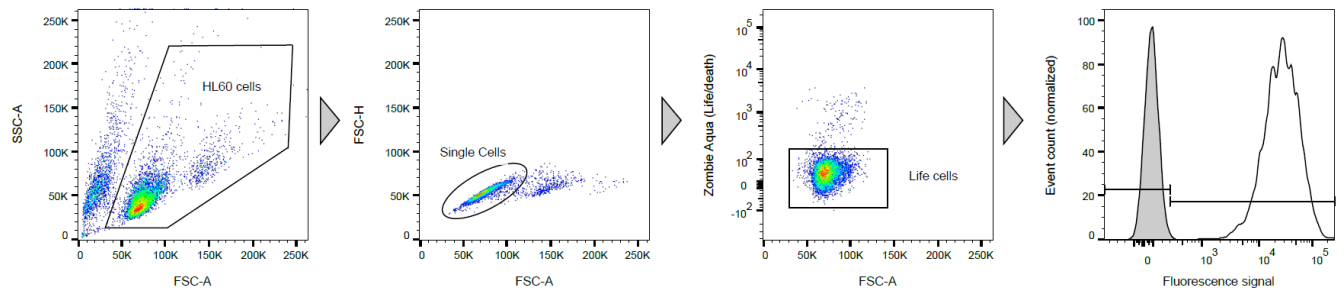 250K
200K
150K
100K
50K
0
SSC-A
HL60 cells
0 50K 100K 150K 200K 250K
FSC-A
250K
200K
150K
100K
50K
0
FSC-H
Single Cells
0 50K 100K 150K 200K 250K
FSC-A
10^5
10^4
10^3
10^2
0
-10^2
Zombie Aqua (Life/death)
Life cells
0 50K 100K 150K 200K 250K
FSC-A
100
80
60
40
20
0
Event count (normalized)
0 10^3 10^4 10^5
Fluorescence signal